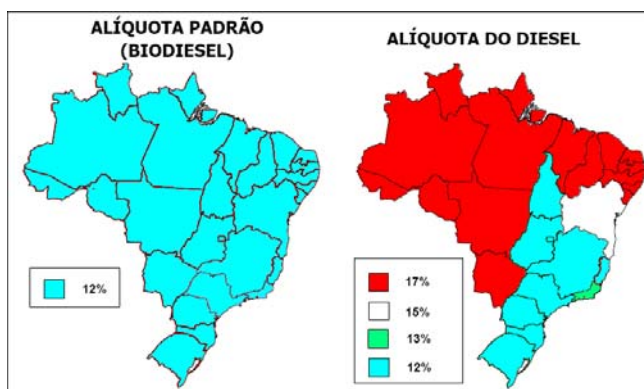 ALÍQUOTA PADRÃO
(BIODIESEL)
12%
ALÍQUOTA DO DIESEL
17%
15%
13%
12%